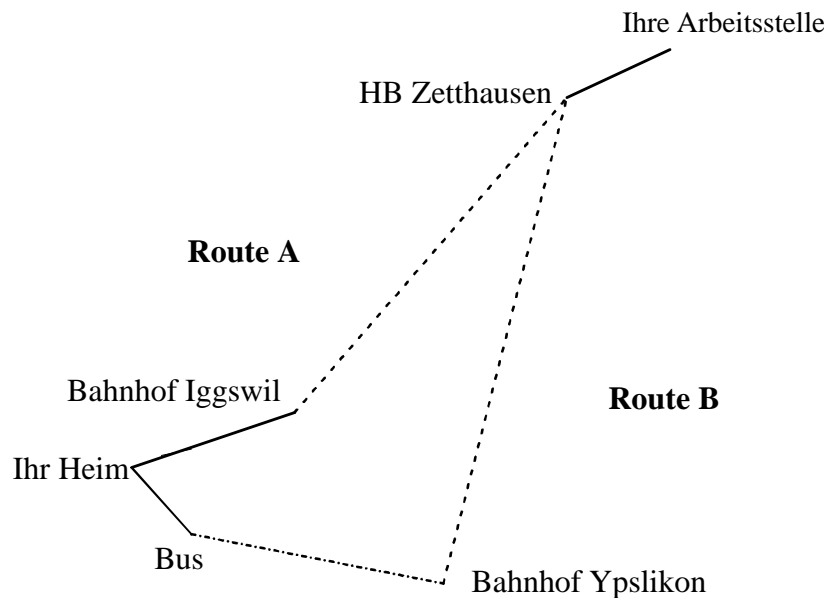 Ihre Arbeitsstelle
HB Zetthausen
Route A
Bahnhof Iggswil
Route B
Ihr Heim
Bus
Bahnhof Ypslikon